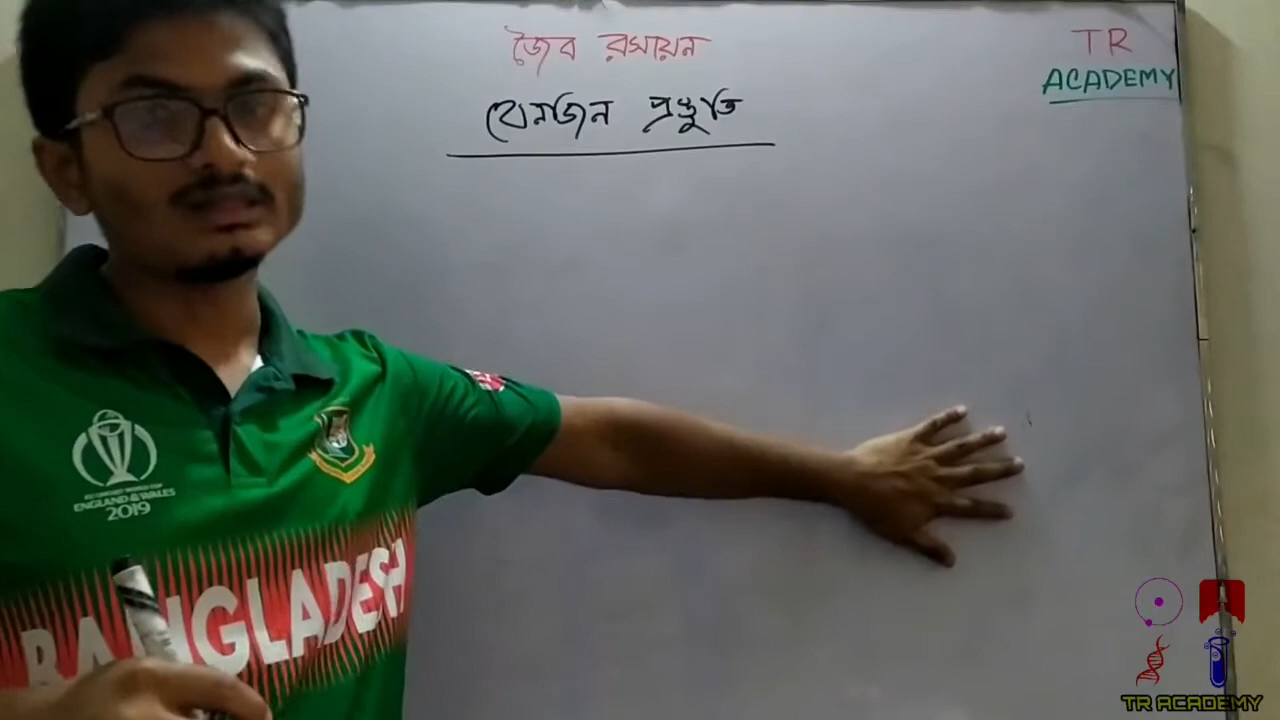 জৈব রসায়ন
বেনজিন প্রস্তুতি
TR
ACADEMY
ENGLAND & WALES
2019
BANGLADESH
TR ACADEMY